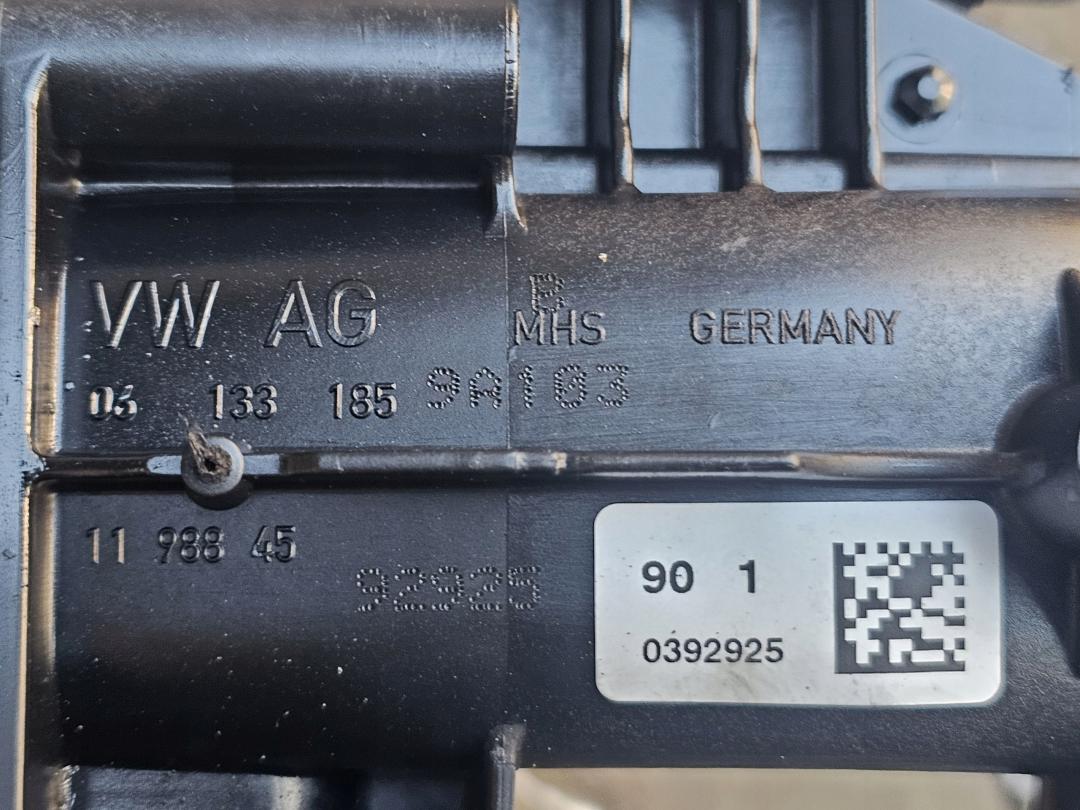 VW AG
B
MHS GERMANY
06 133 185 9A103
11 988 45
92925
90 1
0392925